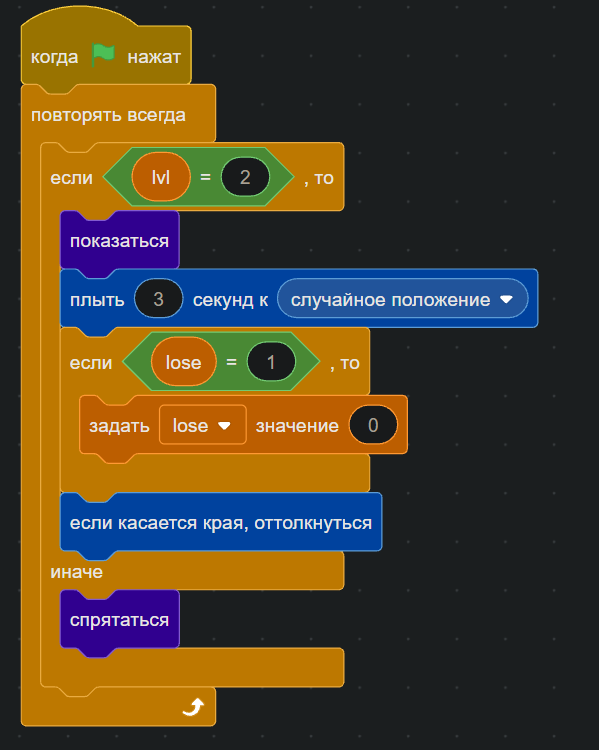 когда нажат
повторять всегда
если lvl = 2 , то
показаться
плыть 3 секунд к случайное положение
если lose = 1 , то
задать lose значение 0
если касается края, оттолкнуться
иначе
спрятаться